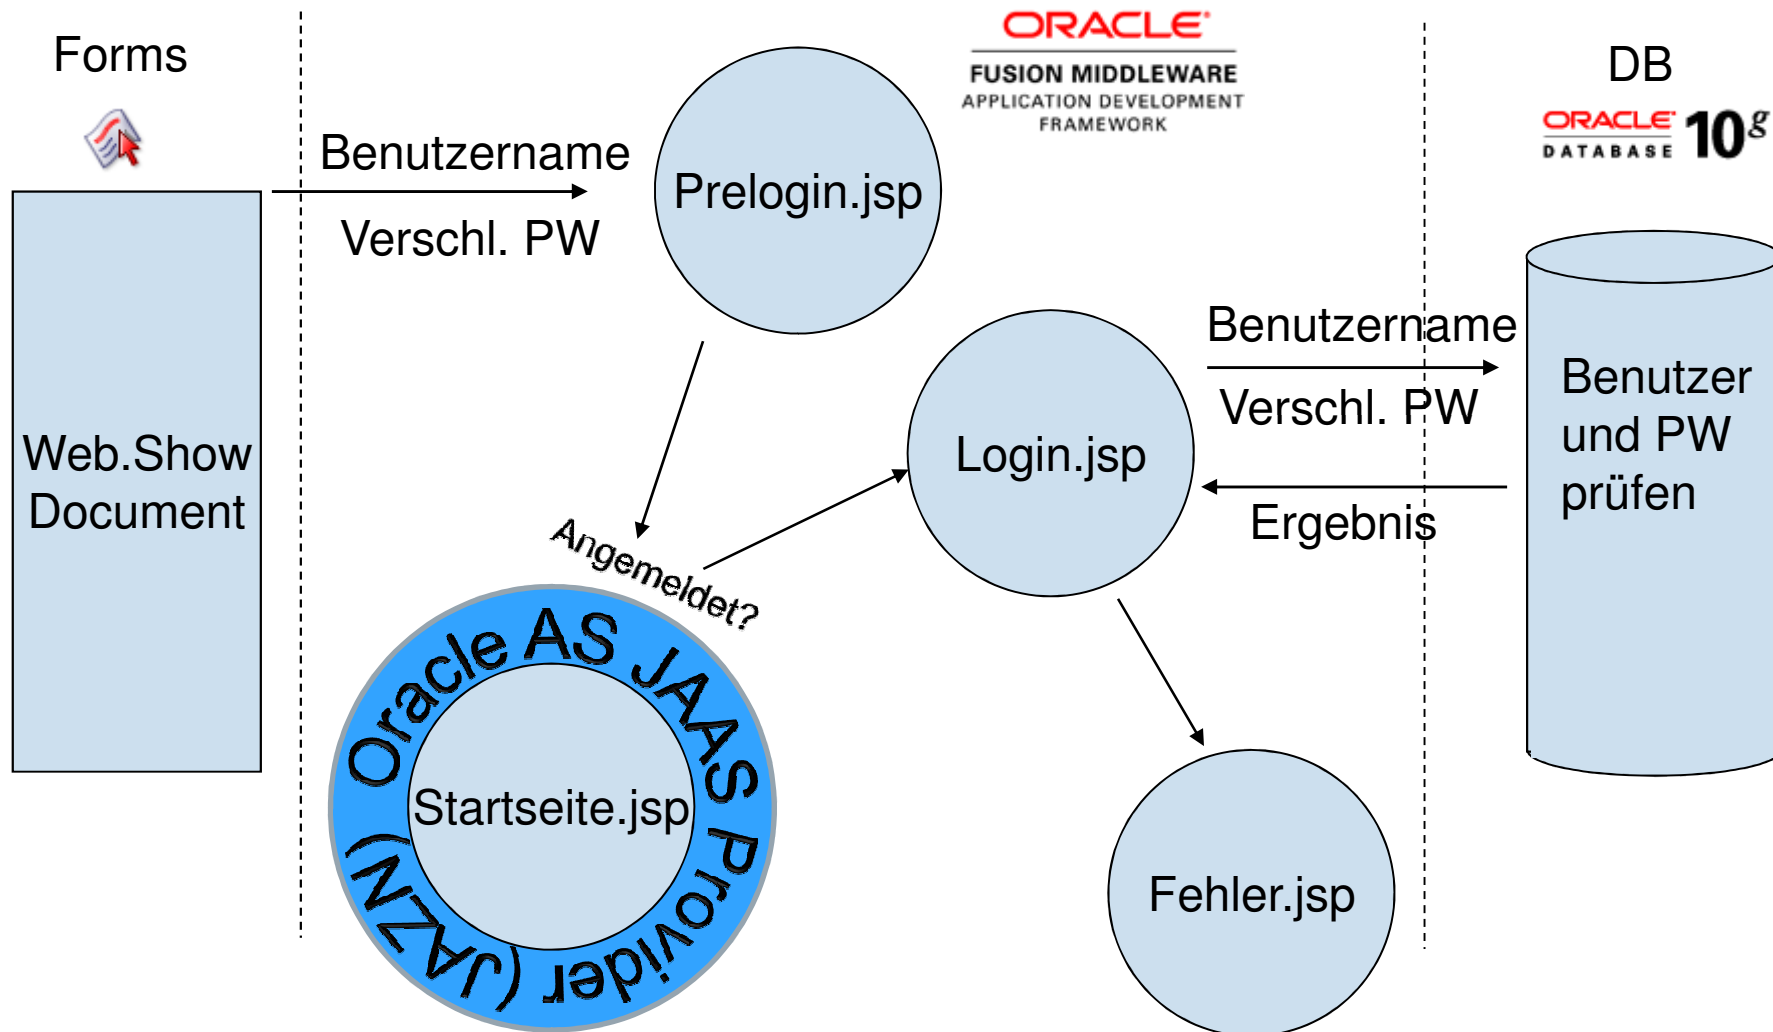 Forms
Web.Show
Document
Benutzername
Verschl. PW
Prelogin.jsp
ORACLE
FUSION MIDDLEWARE
APPLICATION DEVELOPMENT
FRAMEWORK
Angemeldet?
Oracle AS JAAS Provider (JAZN)
Startseite.jsp
Login.jsp
Benutzername
Verschl. PW
Ergebnis
Fehler.jsp
DB
ORACLE 10g
DATABASE
Benutzer
und PW
prüfen